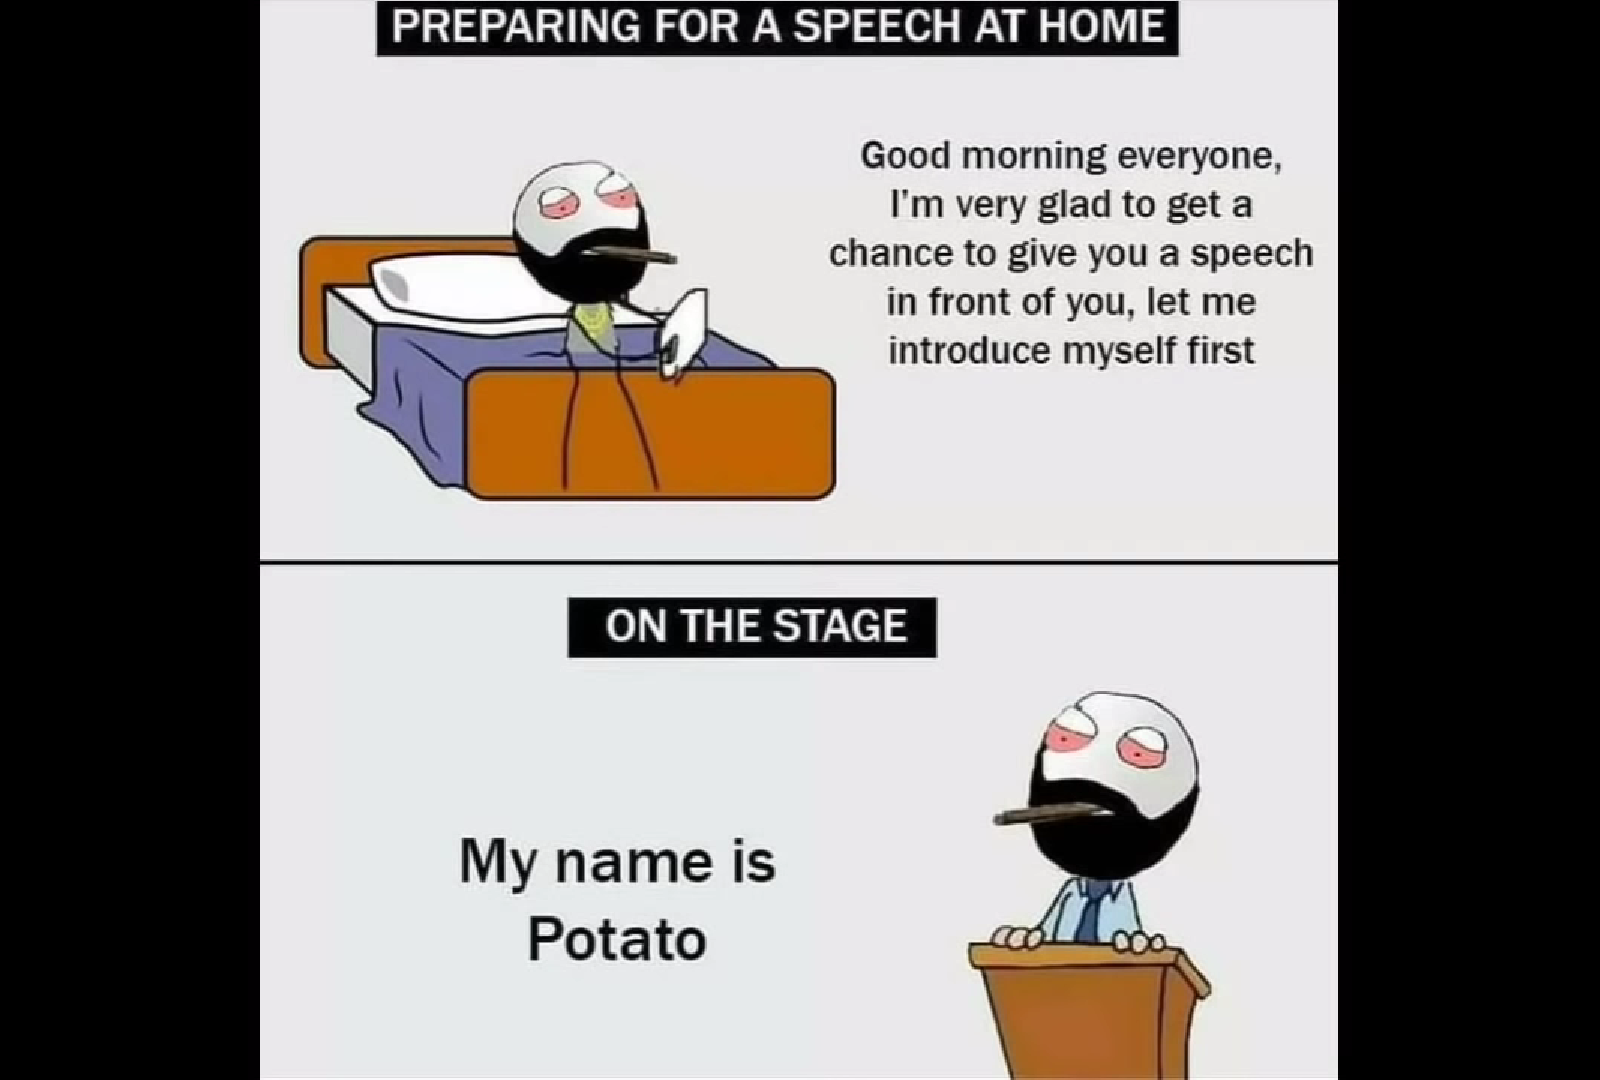 PREPARING FOR A SPEECH AT HOME
Good morning everyone,
I'm very glad to get a
chance to give you a speech
in front of you, let me
introduce myself first
ON THE STAGE
My name is
Potato